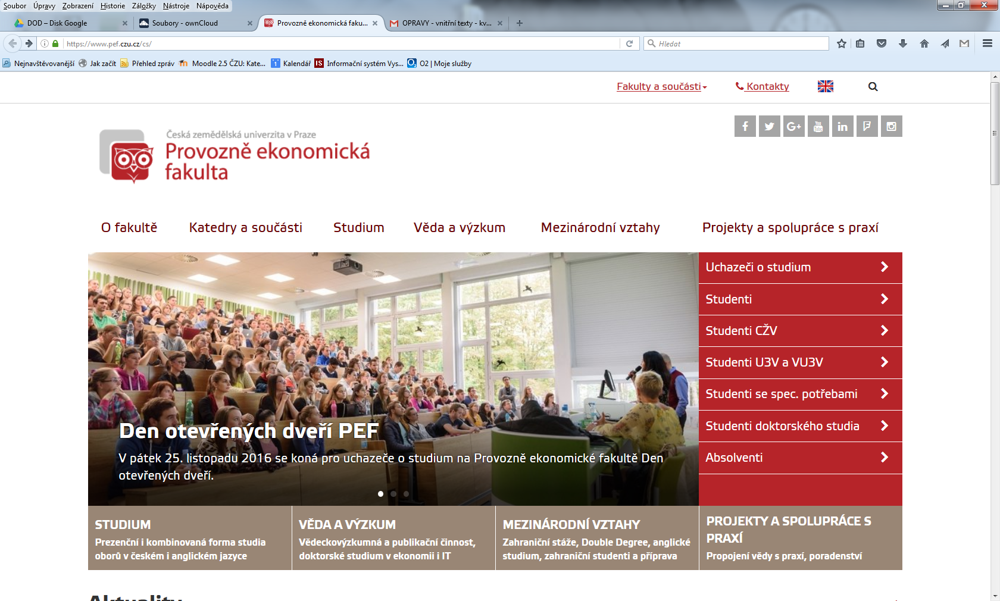 Soubor Úpravy Zobrazení Historie Záložky Nástroje Nápověda
DOD – Disk Google
Soubory - ownCloud
Provozně ekonomická faku...
OPRAVY - vnitřní texty - kv...
https://www.pef.czu.cz/cs/
Hledat
Nejnavštěvovanější Jak začít Přehled zpráv Moodle 2.5 ČZU: Kate... Kalendář Informační systém Vys... O2 | Moje služby
Fakulty a součásti Kontakty
Česká zemědělská univerzita v Praze
Provozně ekonomická
fakulta
O fakultě Katedry a součásti Studium Věda a výzkum Mezinárodní vztahy Projekty a spolupráce s praxí
Uchazeči o studium
Studenti
Studenti CŽV
Studenti U3V a VU3V
Studenti se spec. potřebami
Studenti doktorského studia
Absolventi
Den otevřených dveří PEF
V pátek 25. listopadu 2016 se koná pro uchazeče o studium na Provozně ekonomické fakultě Den
otevřených dveří.
STUDIUM
Prezenční i kombinovaná forma studia
oborů v českém i anglickém jazyce
VĚDA A VÝZKUM
Vědeckovýzkumná a publikační činnost,
doktorské studium v ekonomii i IT
MEZINÁRODNÍ VZTAHY
Zahraniční stáže, Double Degree, anglické
studium, zahraniční studenti a příprava
PROJEKTY A SPOLUPRÁCE S
PRAXÍ
Propojení vědy s praxí, poradenství
Aktuality